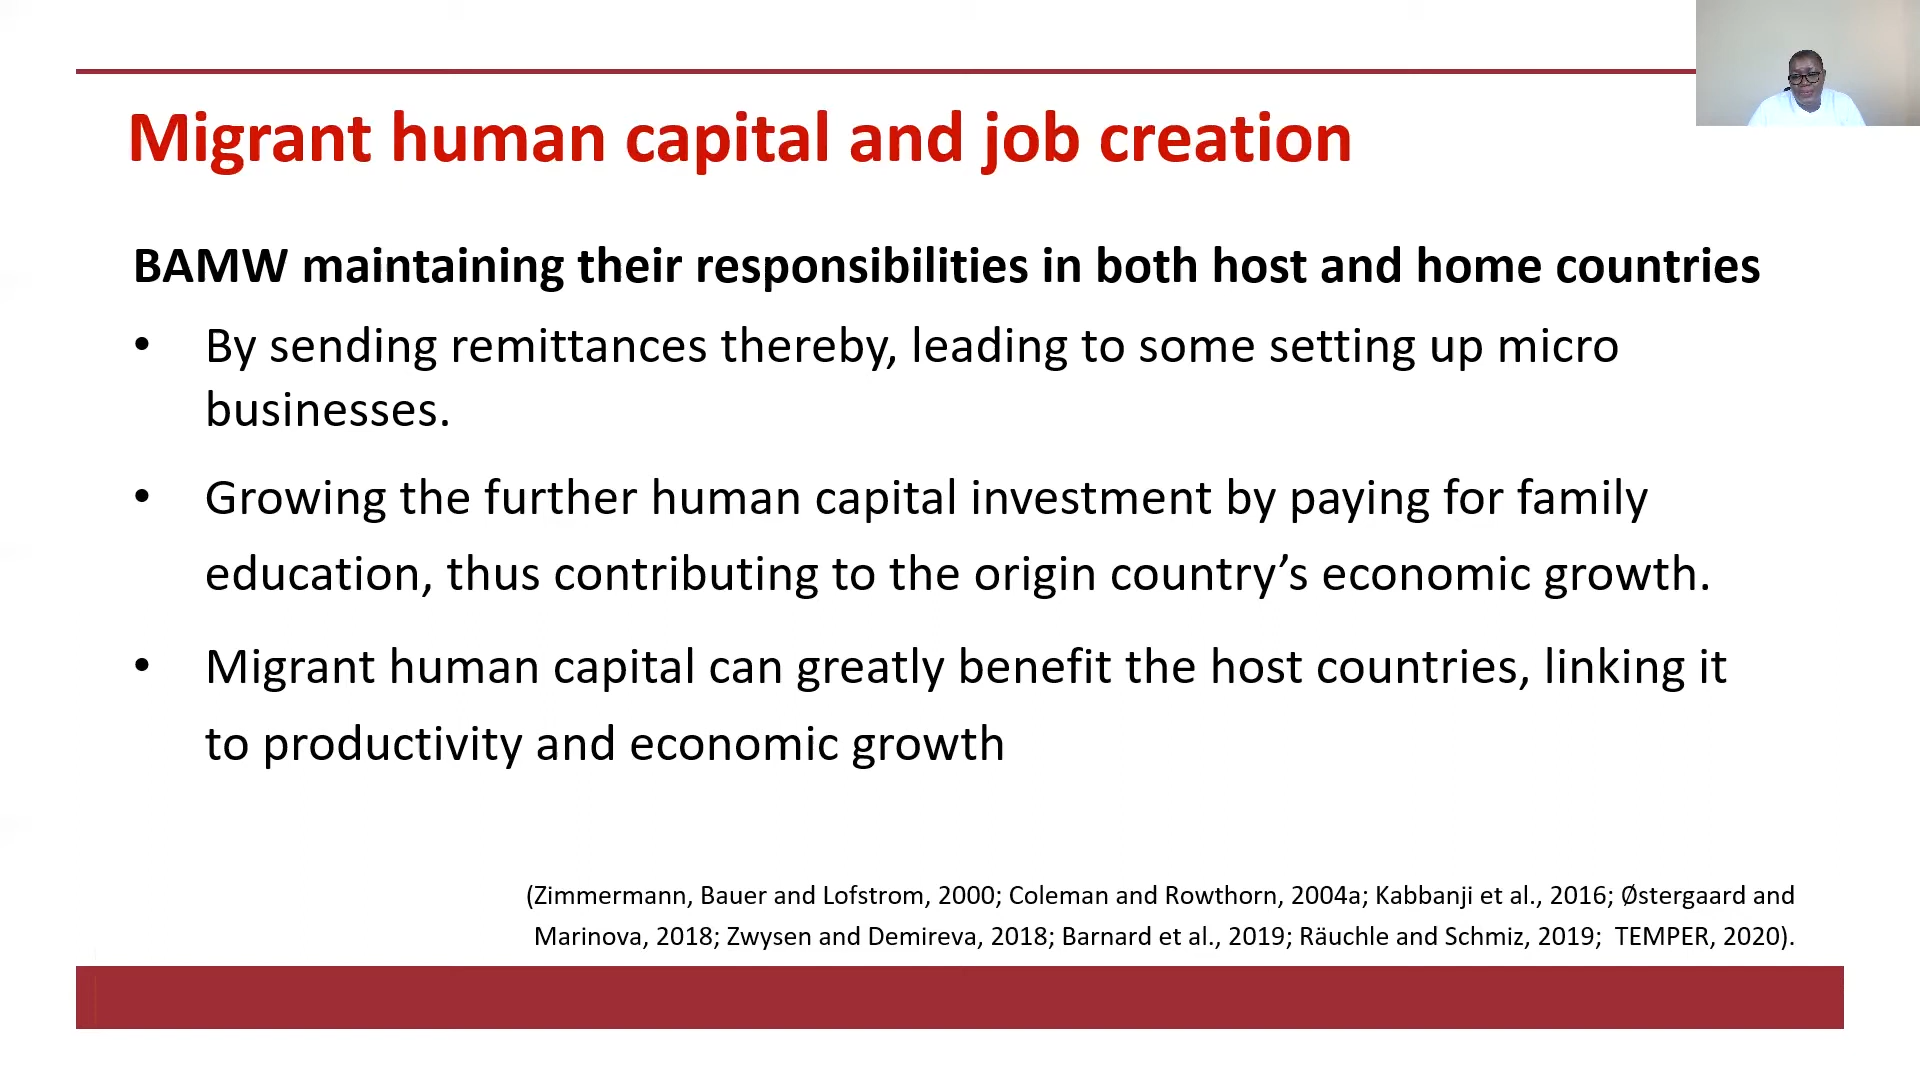 Migrant human capital and job creation
BAMW maintaining their responsibilities in both host and home countries
• By sending remittances thereby, leading to some setting up micro
businesses.
• Growing the further human capital investment by paying for family
education, thus contributing to the origin country’s economic growth.
• Migrant human capital can greatly benefit the host countries, linking it
to productivity and economic growth
(Zimmermann, Bauer and Lofstrom, 2000; Coleman and Rowthorn, 2004a; Kabbanji et al., 2016; Østergaard and
Marinova, 2018; Zwysen and Demireva, 2018; Barnard et al., 2019; Räuchle and Schmiz, 2019;  TEMPER, 2020).